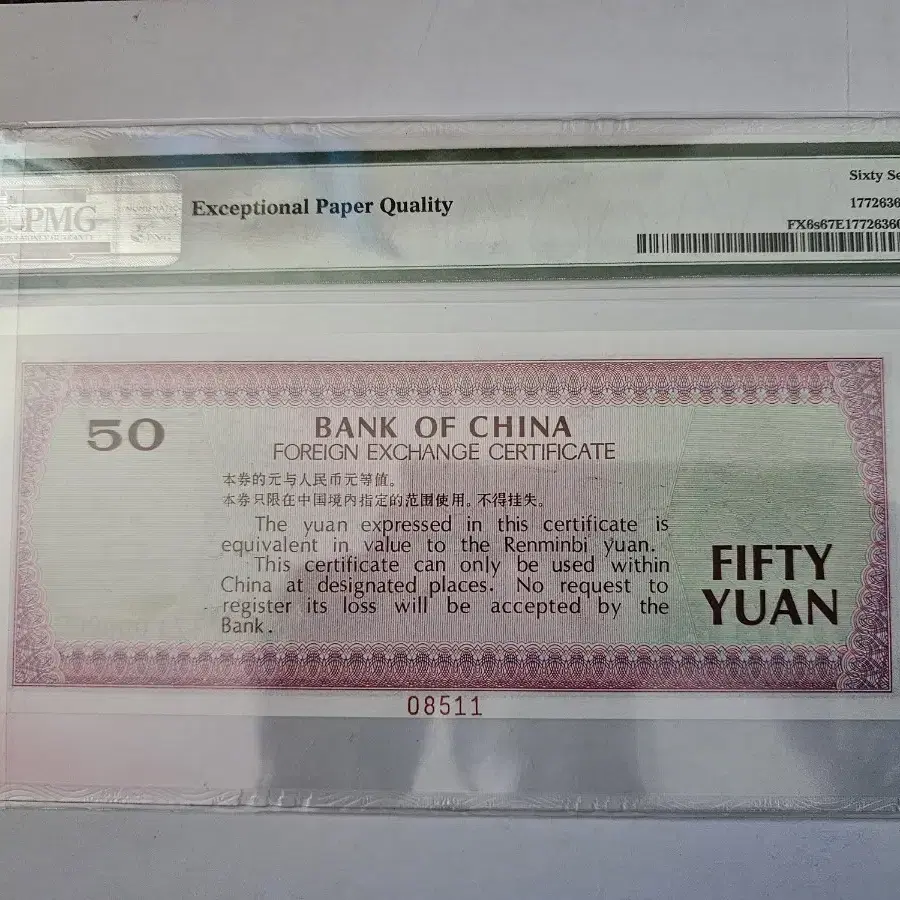 PMG
Exceptional Paper Quality
Sixty Se
1772636
FX6s67E1772636
50
BANK OF CHINA
FOREIGN EXCHANGE CERTIFICATE
本券的元与人民币元等值。
本券只限在中国境内指定的范围使用。不得挂失。
The yuan expressed in this certificate is
equivalent in value to the Renminbi yuan.
This certificate can only be used within
China at designated places. No request to
register its loss will be accepted by the
Bank.
FIFTY
YUAN
08511